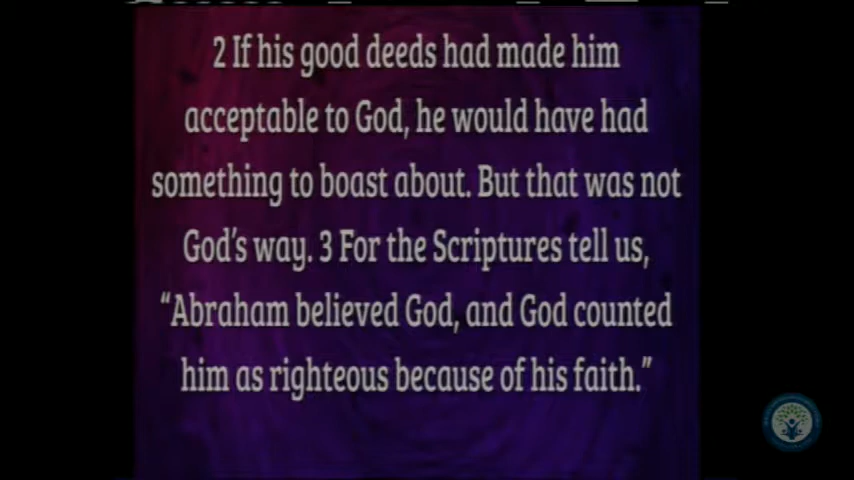 2 If his good deeds had made him
acceptable to God, he would have had
something to boast about. But that was not
God's way. 3 For the Scriptures tell us,
“Abraham believed God, and God counted
him as righteous because of his faith.”